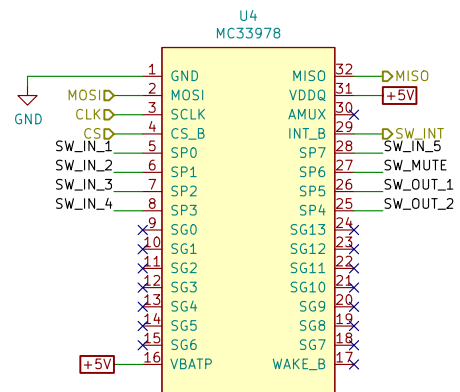 U4
MC33978
1 GND MISO 32 MISO
MOSI 2 MOSI VDDQ 31 +5V
CLK 3 SCLK AMUX 30
GND
CS 4 CS_B INT_B 29 SW_INT
SW_IN_1 5 SP0 SP7 28 SW_IN_5
SW_IN_2 6 SP1 SP6 27 SW_MUTE
SW_IN_3 7 SP2 SP5 26 SW_OUT_1
SW_IN_4 8 SP3 SP4 25 SW_OUT_2
9 SG0 SG13 24
10 SG1 SG12 23
11 SG2 SG11 22
12 SG3 SG10 21
13 SG4 SG9 20
14 SG5 SG8 19
15 SG6 SG7 18
+5V 16 VBATP WAKE_B 17